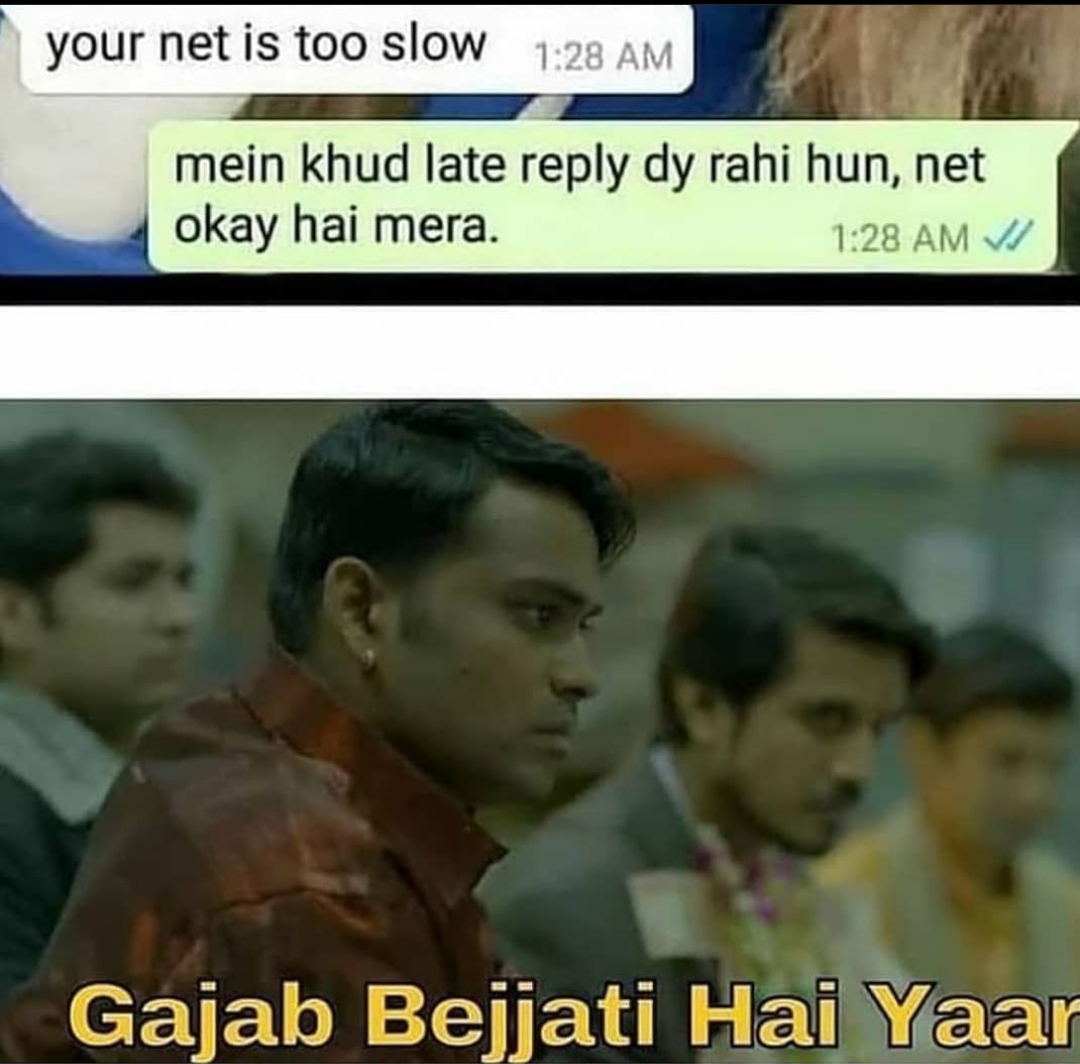 your net is too slow 1:28 AM
mein khud late reply dy rahi hun, net
okay hai mera. 1:28 AM
Gajab Bejjati Hai Yaar